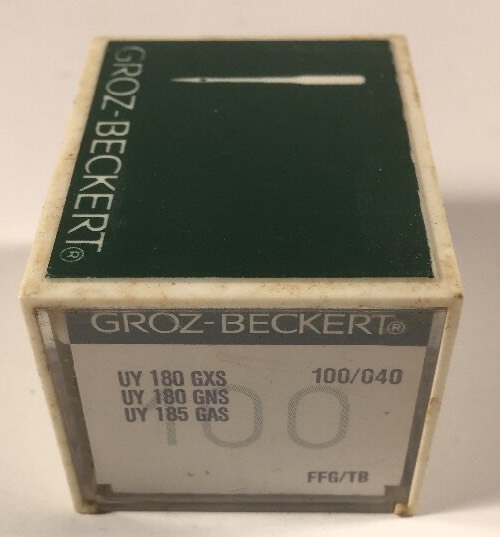 GROZ-BECKERT®
GROZ-BECKERT®
UY 180 GXS 100/040
UY 180 GNS
UY 185 GAS
100
FFG/TB